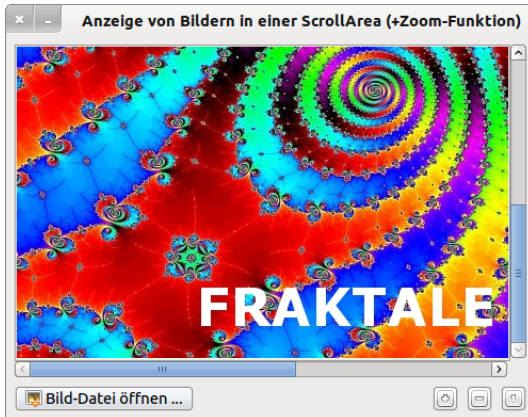 Anzeige von Bildern in einer ScrollArea (+Zoom-Funktion)
FRAKTALE
Bild-Datei öffnen ...